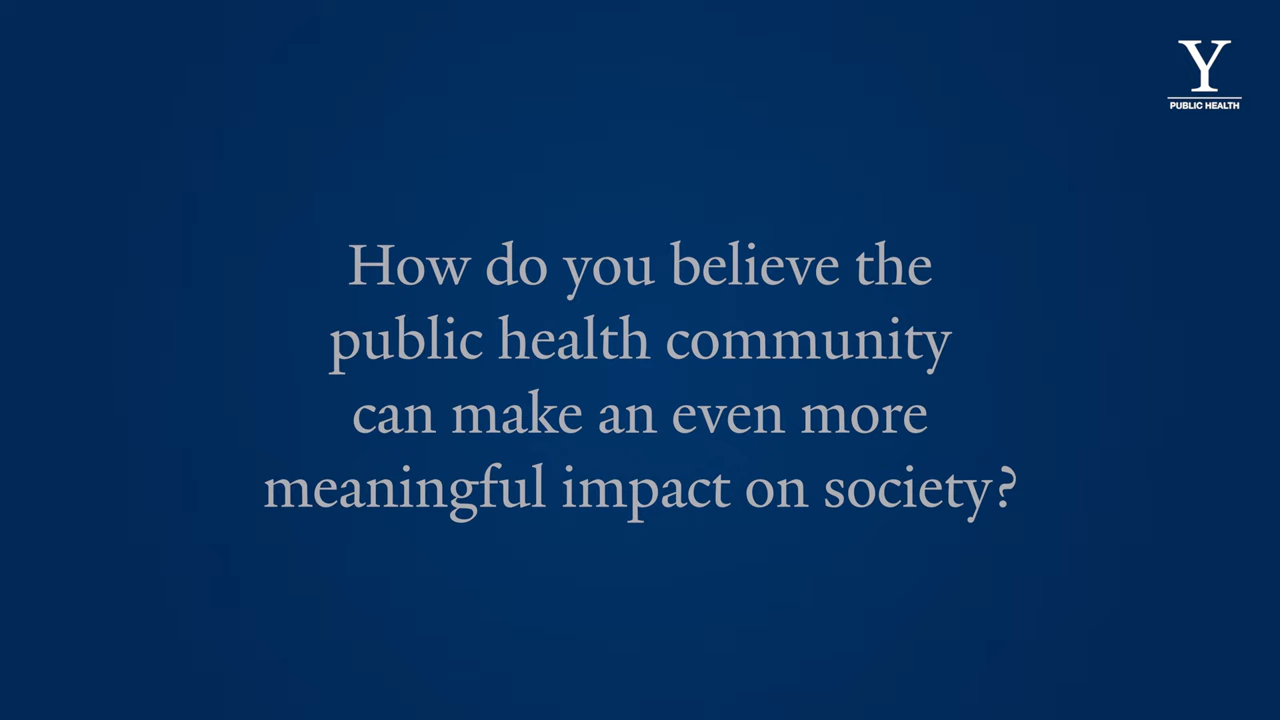 Y
PUBLIC HEALTH
How do you believe the
public health community
can make an even more
meaningful impact on society?